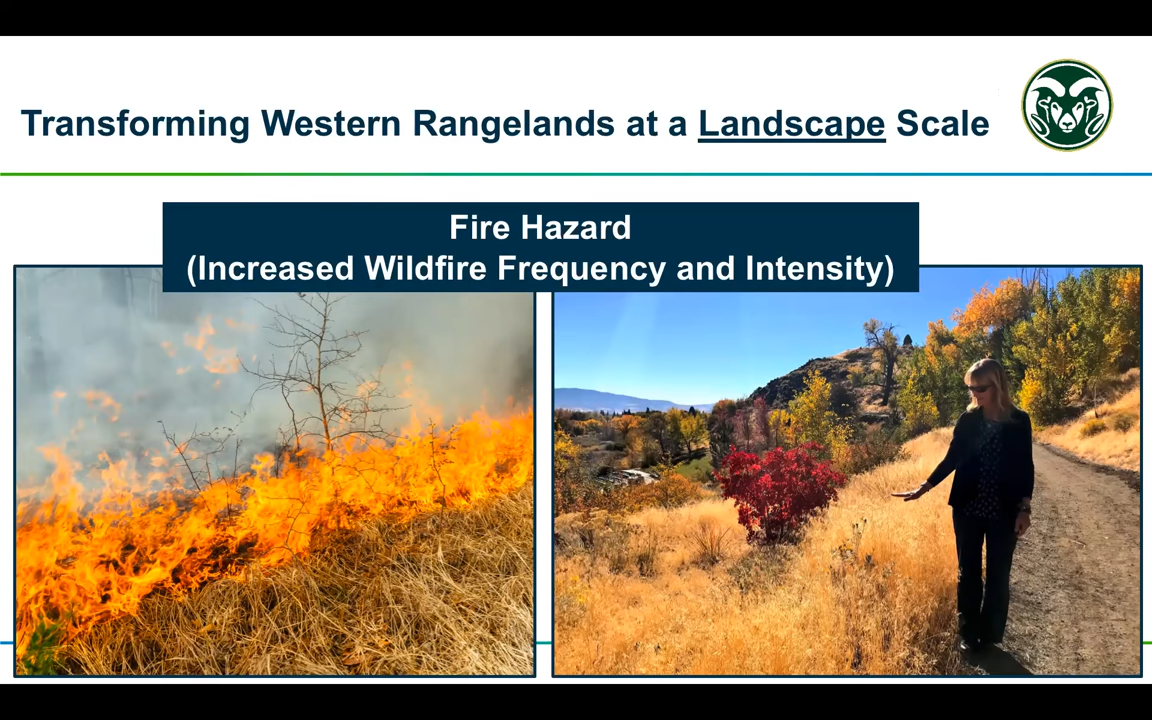 Transforming Western Rangelands at a Landscape Scale
Fire Hazard
(Increased Wildfire Frequency and Intensity)